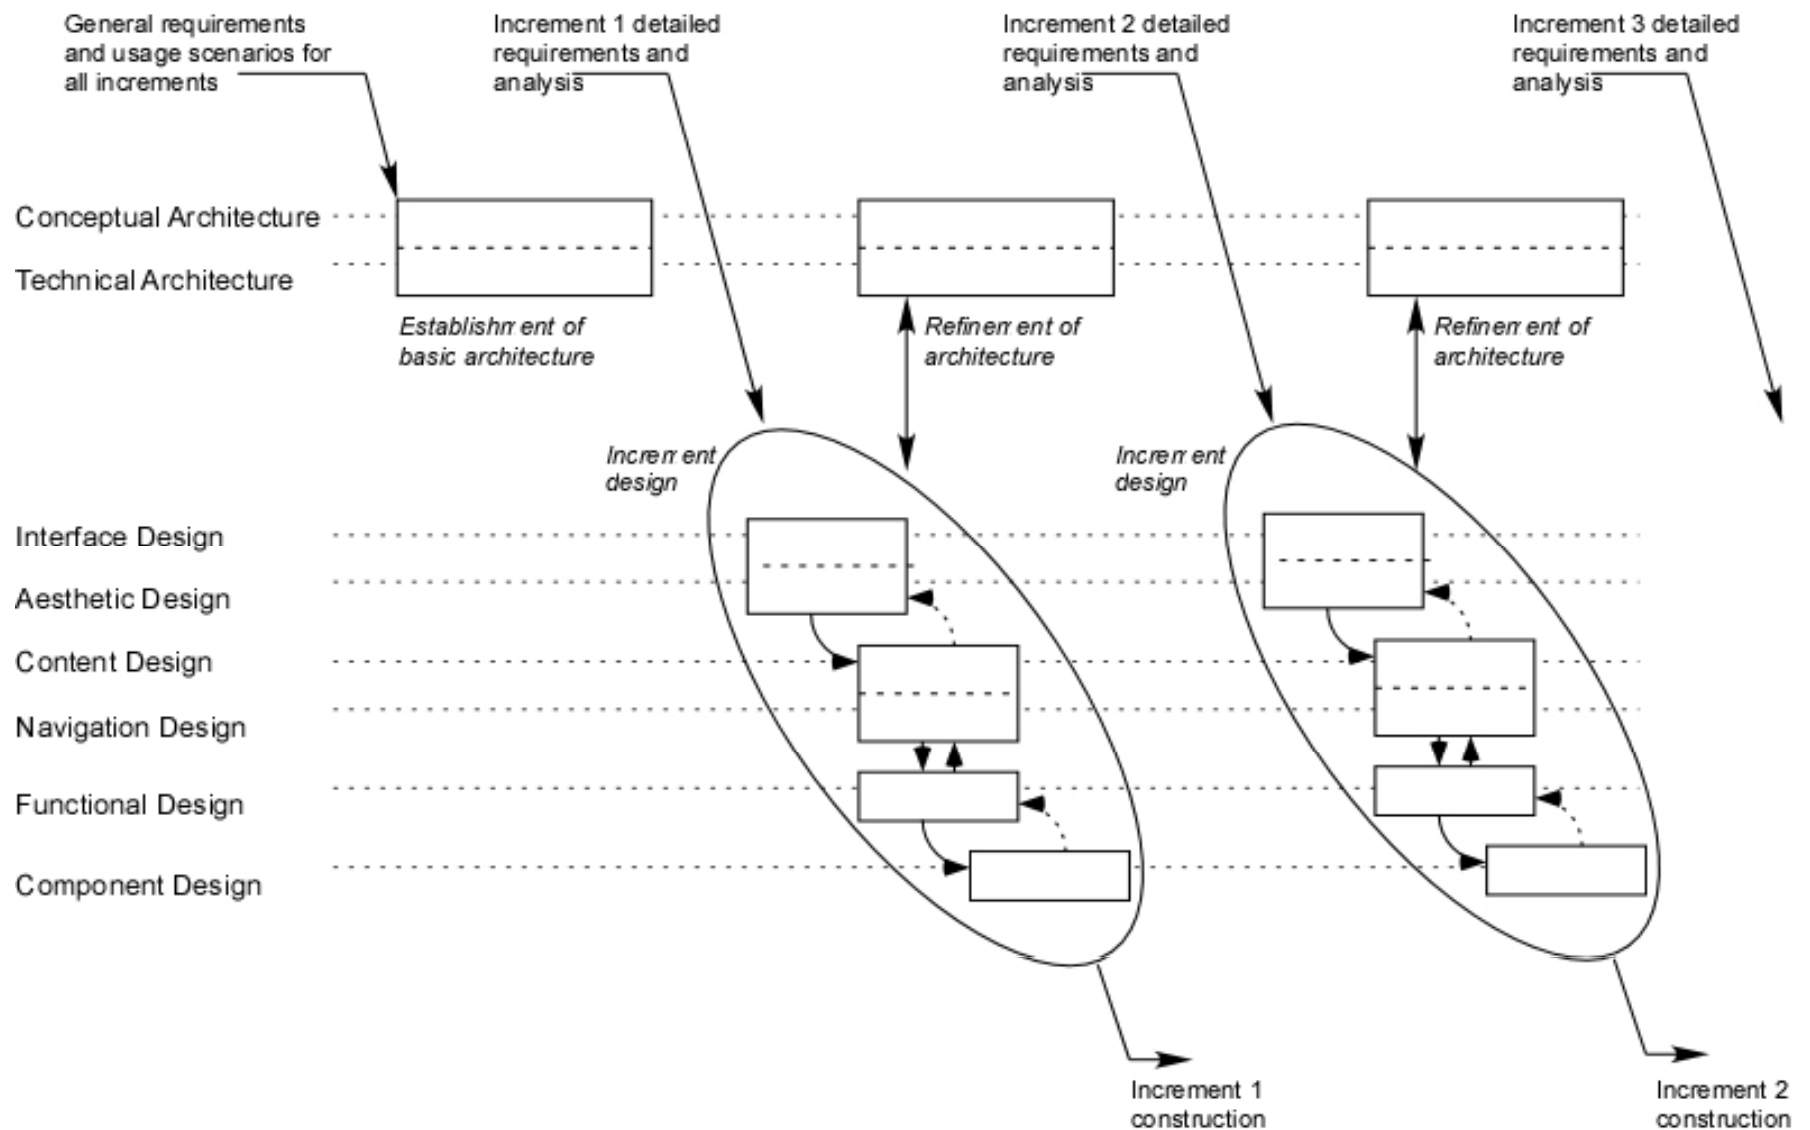 General requirements
and usage scenarios for
all increments
Increment 1 detailed
requirements and
analysis
Increment 2 detailed
requirements and
analysis
Increment 3 detailed
requirements and
analysis
Conceptual Architecture
Technical Architecture
Establishment of
basic architecture
Refinement of
architecture
Refinement of
architecture
Increment
design
Increment
design
Interface Design
Aesthetic Design
Content Design
Navigation Design
Functional Design
Component Design
Increment 1
construction
Increment 2
construction